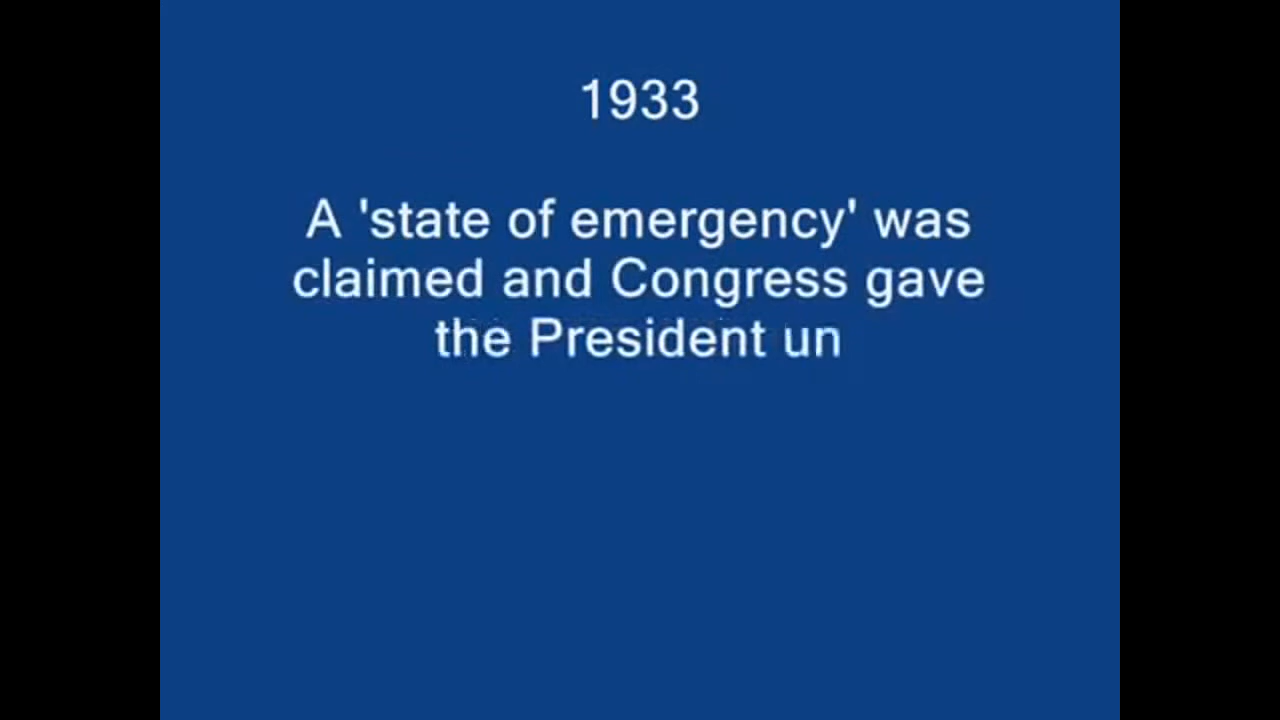 1933
A 'state of emergency' was
claimed and Congress gave
the President un